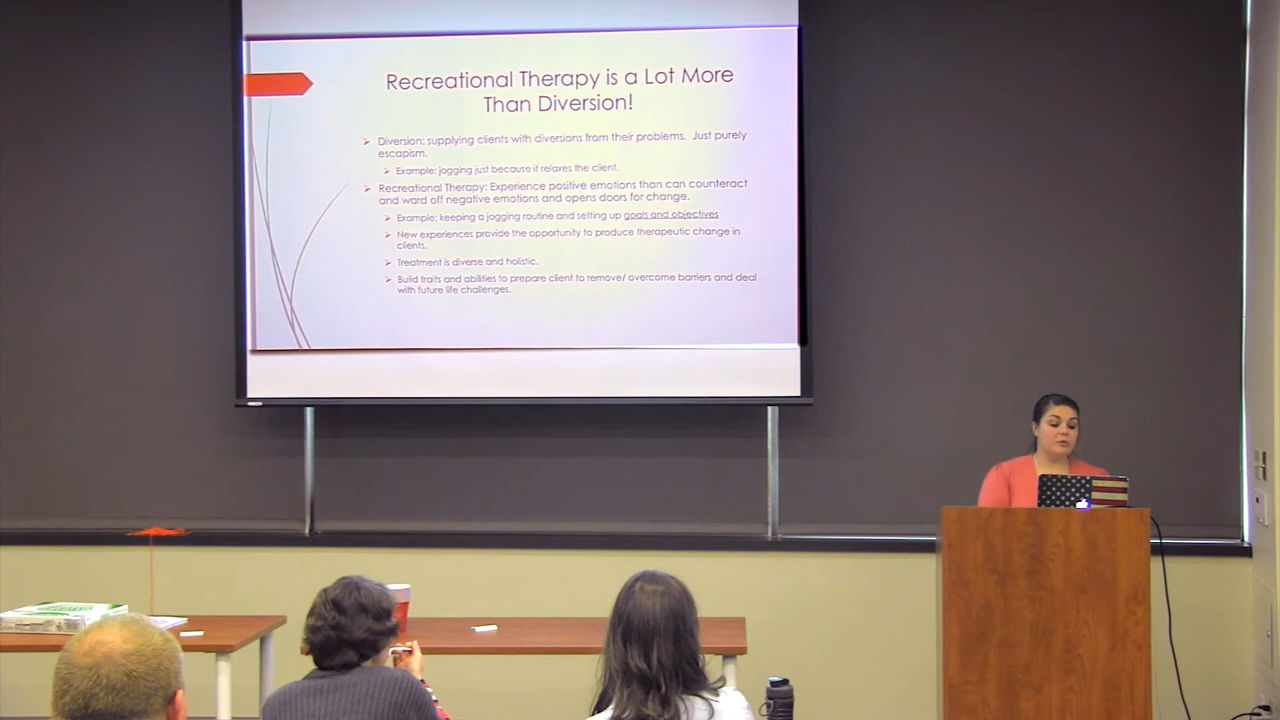 Recreational Therapy is a Lot More
Than Diversion!
Diversion: supplying clients with diversions from their problems. Just purely
escapism.
Example: jogging just because it relaxes the client.
Recreational Therapy: Experience positive emotions than can counteract
and ward off negative emotions and opens doors for change.
Example: keeping a jogging routine and setting up goals and objectives
New experiences provide the opportunity to produce therapeutic change in
clients.
Treatment is diverse and holistic.
Build traits and abilities to prepare client to remove/ overcome barriers and deal
with future life challenges.